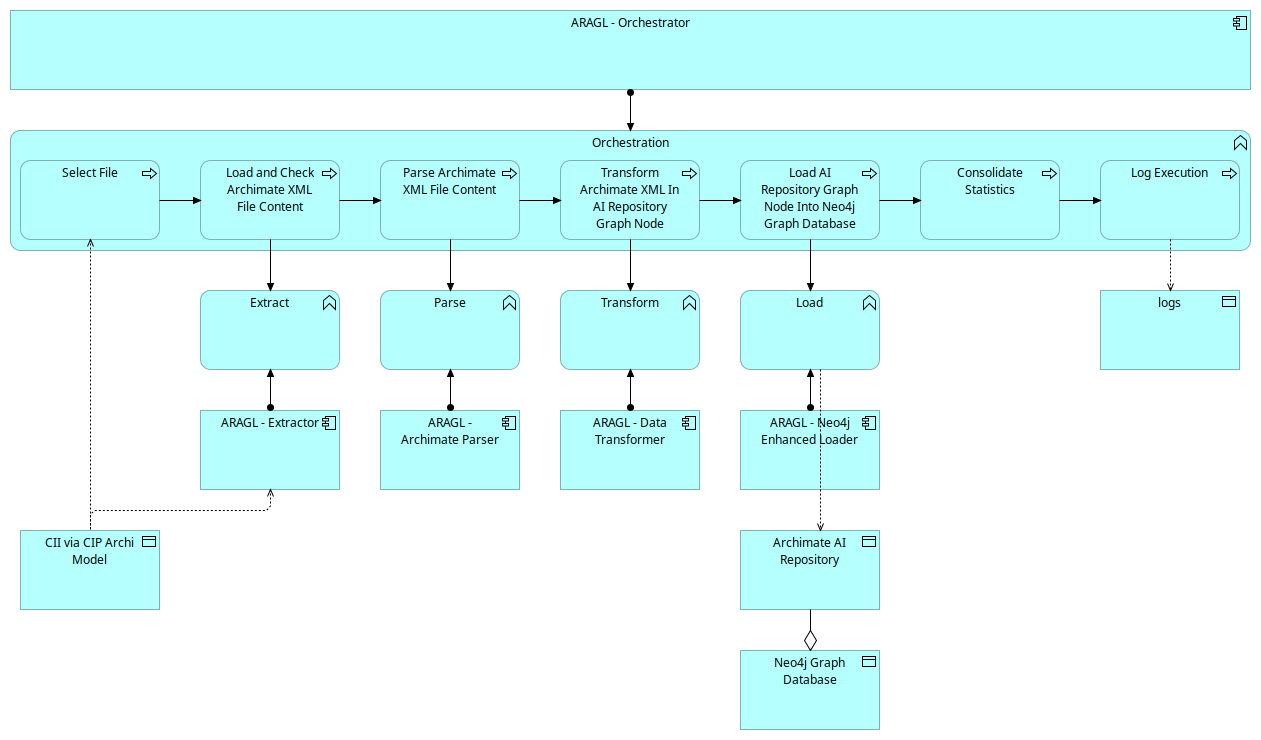 ARAGL - Orchestrator
Orchestration
Select File
Load and Check
Archimate XML
File Content
Parse Archimate
XML File Content
Transform
Archimate XML In
AI Repository
Graph Node
Load AI
Repository Graph
Node Into Neo4j
Graph Database
Consolidate
Statistics
Log Execution
Extract
Parse
Transform
Load
logs
ARAGL - Extractor
ARAGL -
Archimate Parser
ARAGL - Data
Transformer
ARAGL - Neo4j
Enhanced Loader
CII via CIP Archi
Model
Archimate AI
Repository
Neo4j Graph
Database